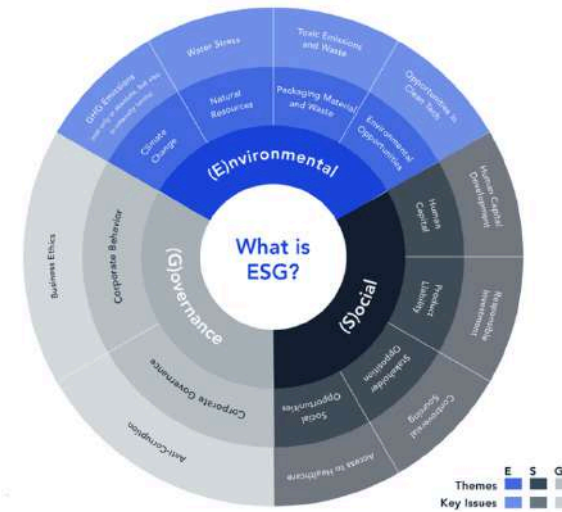 Toxic Emissions
and Waste
Water Stress
Opportunities in
Clean Tech
GHG Emissions
Packaging Material
and Waste
Natural
Resources
Environmental
Opportunities
Climate
Change
(E)nvironmental
Human Capital
Development
Human
Capital
Responsible
Investment
Product
Liability
(S)ocial
Stakeholder
Opposition
Controversial
Sourcing
Social
Opportunities
Access to Healthcare
What is
ESG?
(G)overnance
Corporate Behavior
Business Ethics
Corporate Governance
Anti-Corruption
E S G
Themes
Key Issues